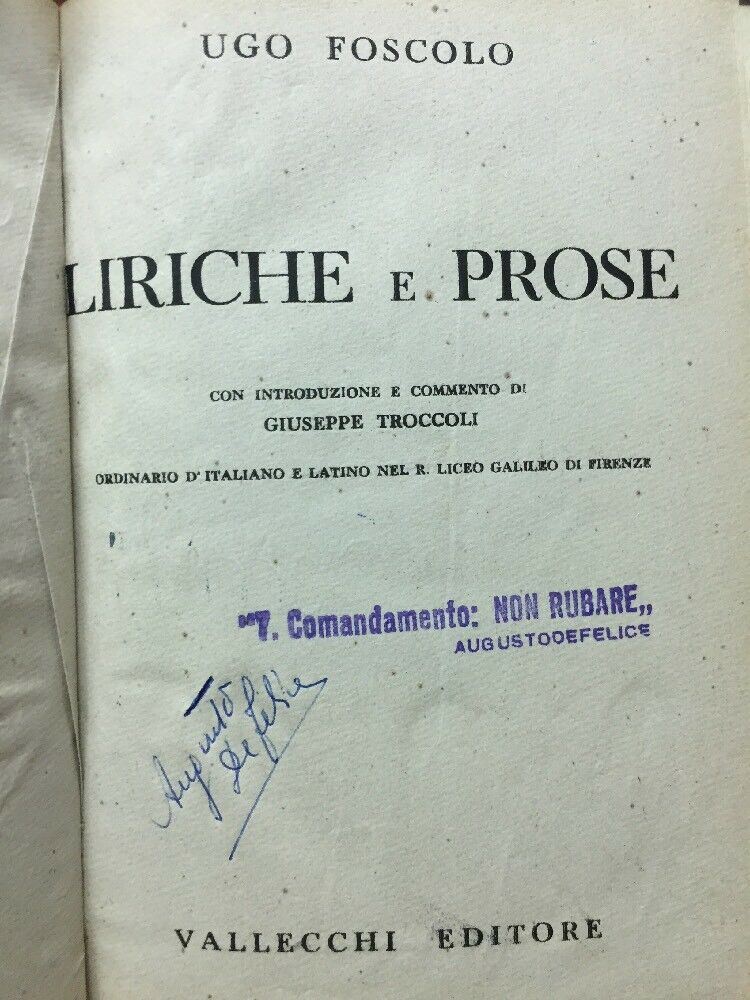 UGO FOSCOLO
LIRICHE E PROSE
CON INTRODUZIONE E COMMENTO DI
GIUSEPPE TROCCOLI
ORDINARIO D'ITALIANO E LATINO NEL R. LICEO GALILEO DI FIRENZE
"7. Comandamento: NON RUBARE„
AUGUSTODEFELICE
Augusto
De Felice
VALLECCHI EDITORE